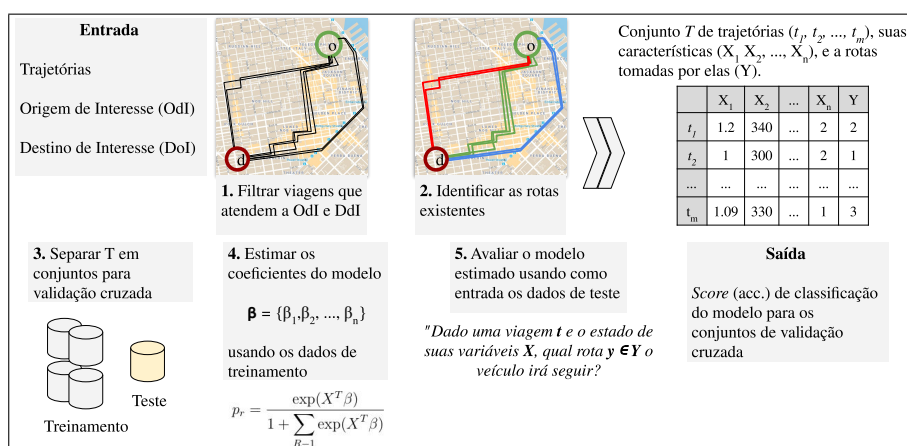 Entrada
Trajetórias
Origem de Interesse (OdI)
Destino de Interesse (DoI)
o
d
1. Filtrar viagens que
atendem a OdI e DdI
o
d
2. Identificar as rotas
existentes
Conjunto T de trajetórias (t1, t2, ..., tm), suas
características (X1 X2, ..., Xn), e a rotas
tomadas por elas (Y).
X1 X2 ... Xn Y
t1 1.2 340 ... 2 2
t2 1 300 ... 2 1
... ... ... ... ... ...
tm 1.09 330 ... 1 3
3. Separar T em
conjuntos para
validação cruzada
Treinamento
Teste
4. Estimar os
coeficientes do modelo
β = {β1,β2, ..., βn}
usando os dados de
treinamento
pr = exp(X^T β) / (1 + ∑R−1 exp(X^T β))
5. Avaliar o modelo
estimado usando como
entrada os dados de teste
"Dado uma viagem t e o estado de
suas variáveis X, qual rota y ∈ Y o
veículo irá seguir?
Saída
Score (acc.) de classificação
do modelo para os
conjuntos de validação
cruzada